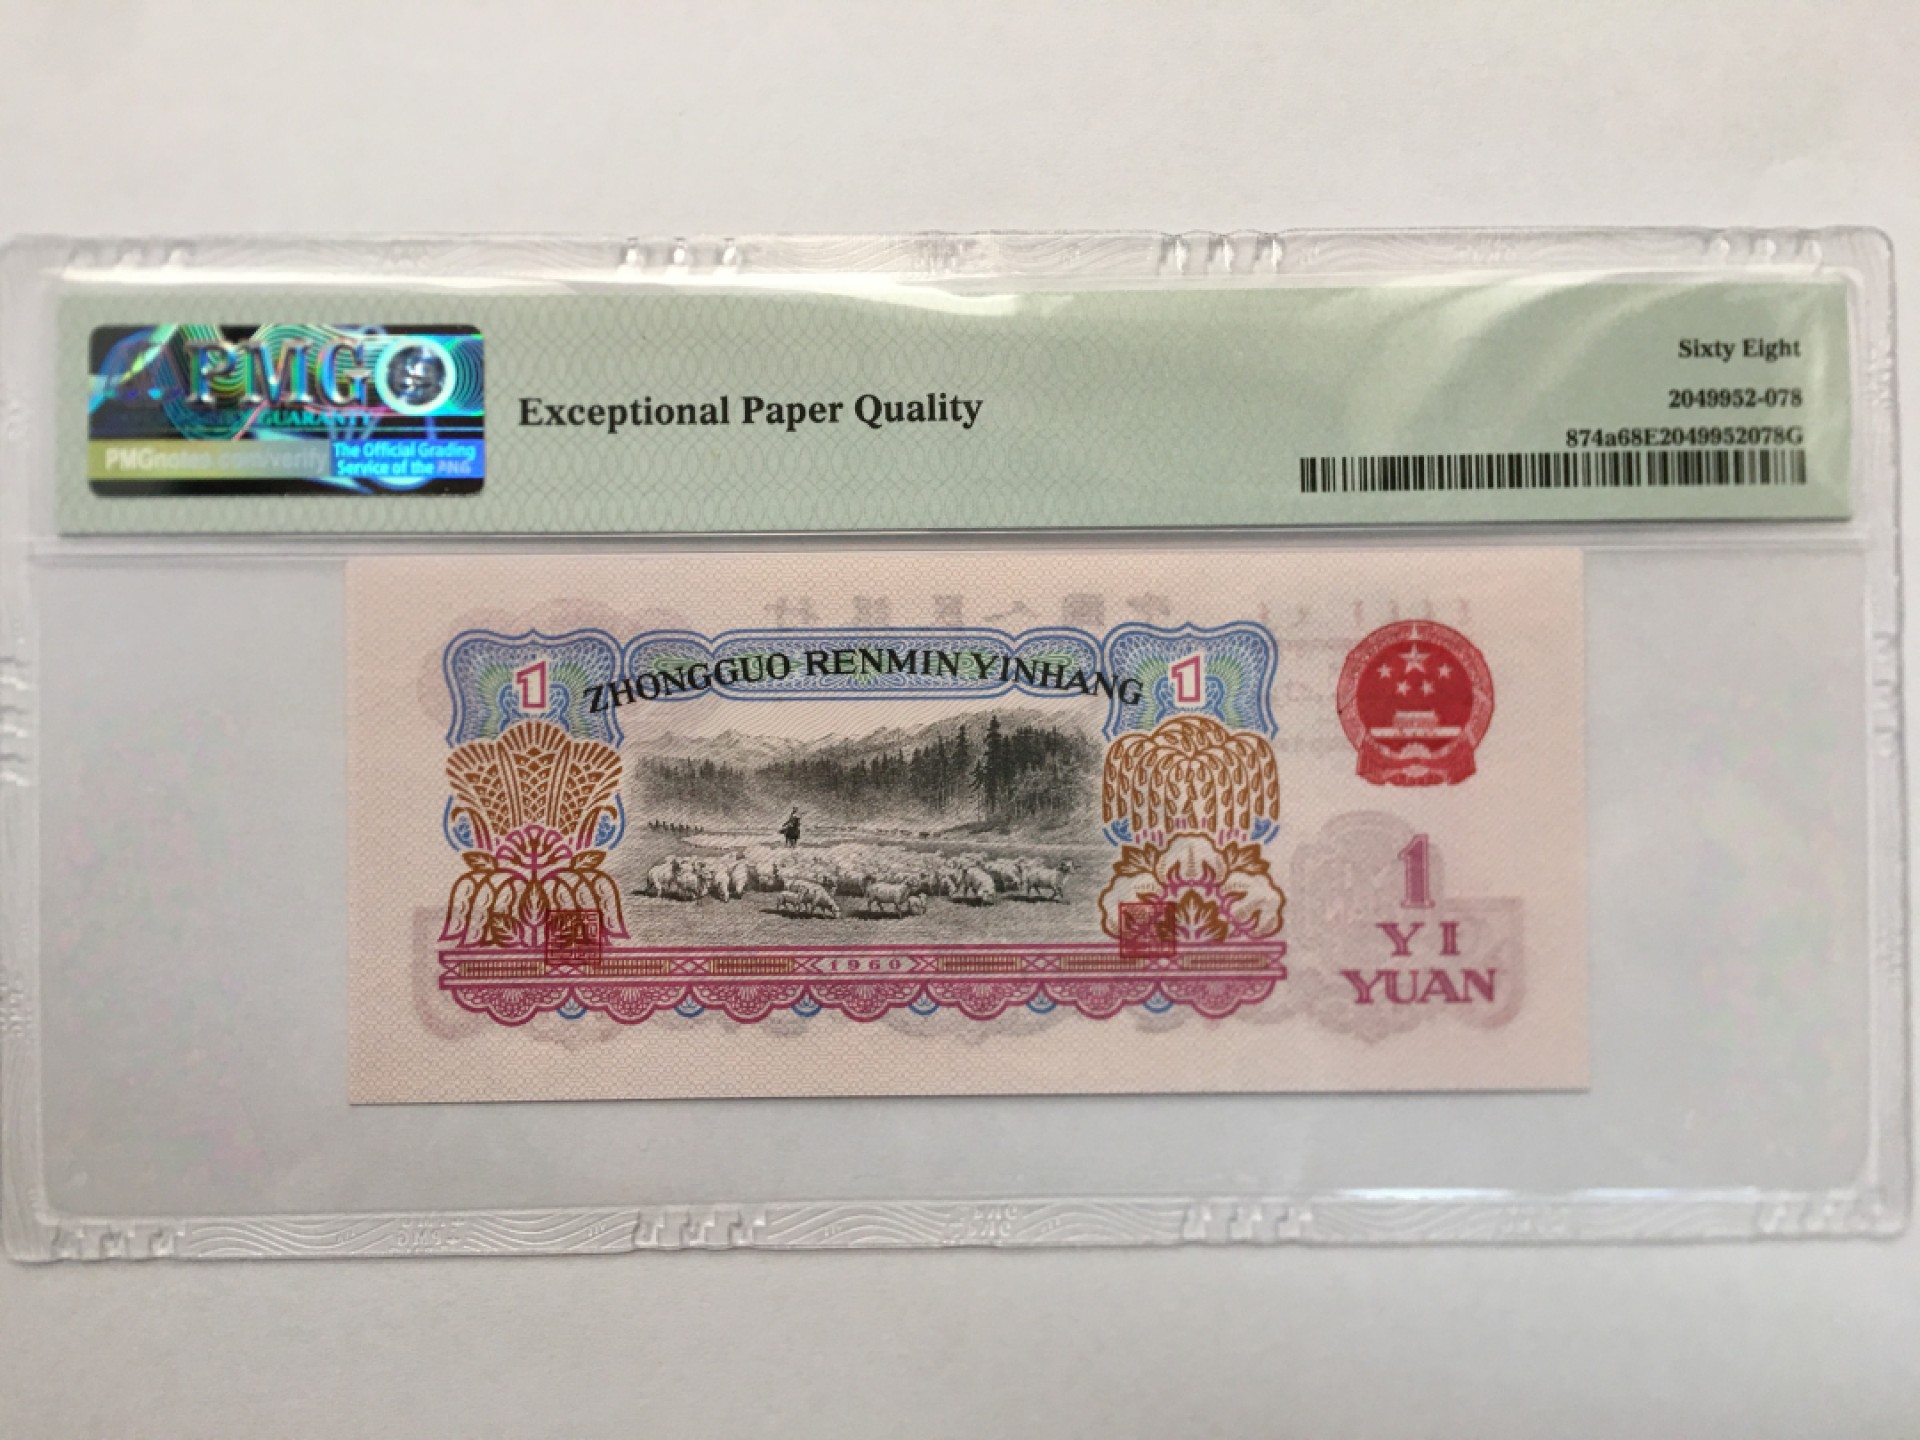 PMG
GUARANTY
PMGnotes.com/verify
The Official Grading
Service of the PNG
Exceptional Paper Quality
Sixty Eight
2049952-078
874a68E2049952078G
1
ZHONGGUO RENMIN YINHANG
1
1960
1
YI
YUAN